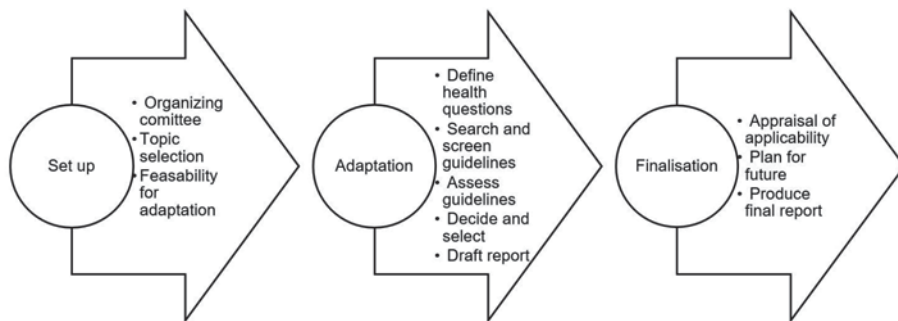 Set up
• Organizing
comittee
• Topic
selection
• Feasability
for
adaptation
Adaptation
• Define
health
questions
• Search and
screen
guidelines
• Assess
guidelines
• Decide and
select
• Draft report
Finalisation
• Appraisal of
applicability
• Plan for
future
• Produce
final report